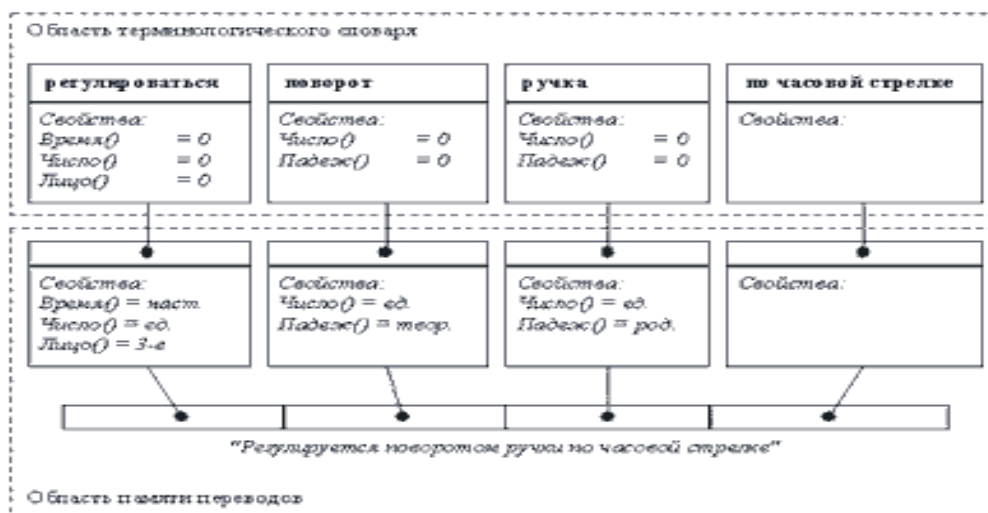 Область терминологического словаря
регулироваться
поворот
ручка
по часовой стрелке
Свойства:
Время() = 0
Число() = 0
Лицо() = 0
Свойства:
Число() = 0
Падеж() = 0
Свойства:
Число() = 0
Падеж() = 0
Свойства:
Свойства:
Время() = наст.
Число() = ед.
Лицо() = 3-е
Свойства:
Число() = ед.
Падеж() = твор.
Свойства:
Число() = ед.
Падеж() = род.
Свойства:
"Регулируется поворотом ручки по часовой стрелке"
Область памяти переводов